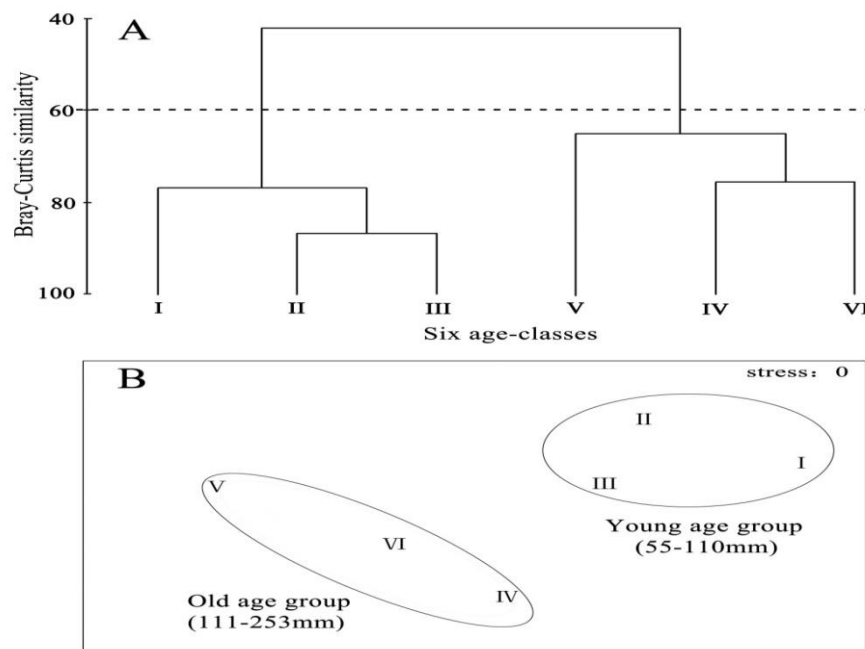 A
Bray-Curtis similarity
40
60
80
100
I II III V IV VI
Six age-classes
B
stress: 0
II
I
III
Young age group
(55-110mm)
V
VI
IV
Old age group
(111-253mm)